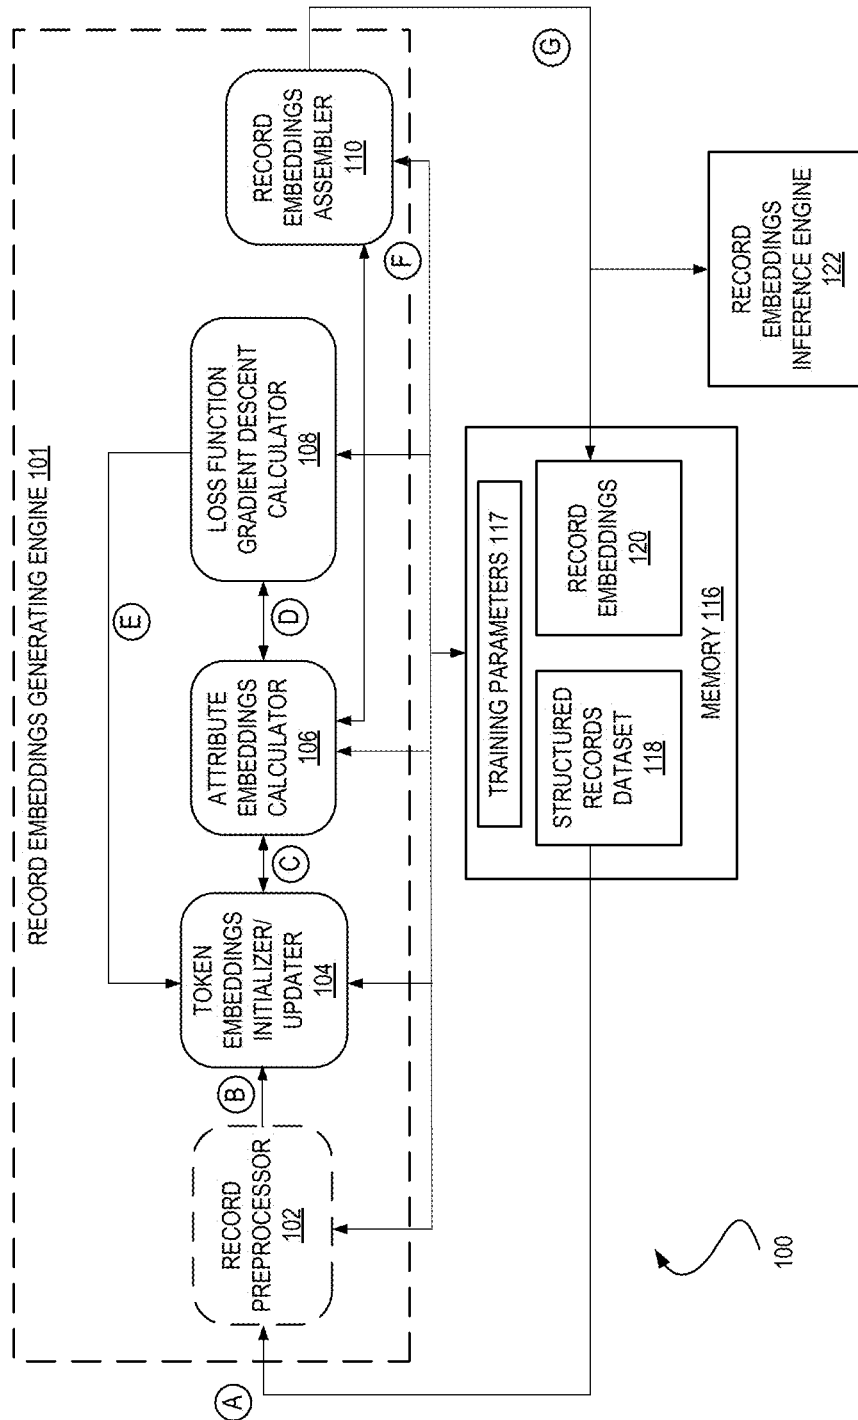 RECORD EMBEDDINGS GENERATING ENGINE 101
A
RECORD
PREPROCESSOR
102
B
TOKEN
EMBEDDINGS
INITIALIZER/
UPDATER
104
C
ATTRIBUTE
EMBEDDINGS
CALCULATOR
106
D
E
LOSS FUNCTION
GRADIENT DESCENT
CALCULATOR
108
F
RECORD
EMBEDDINGS
ASSEMBLER
110
G
TRAINING PARAMETERS 117
STRUCTURED
RECORDS
DATASET
118
RECORD
EMBEDDINGS
120
MEMORY 116
RECORD
EMBEDDINGS
INFERENCE ENGINE
122
100